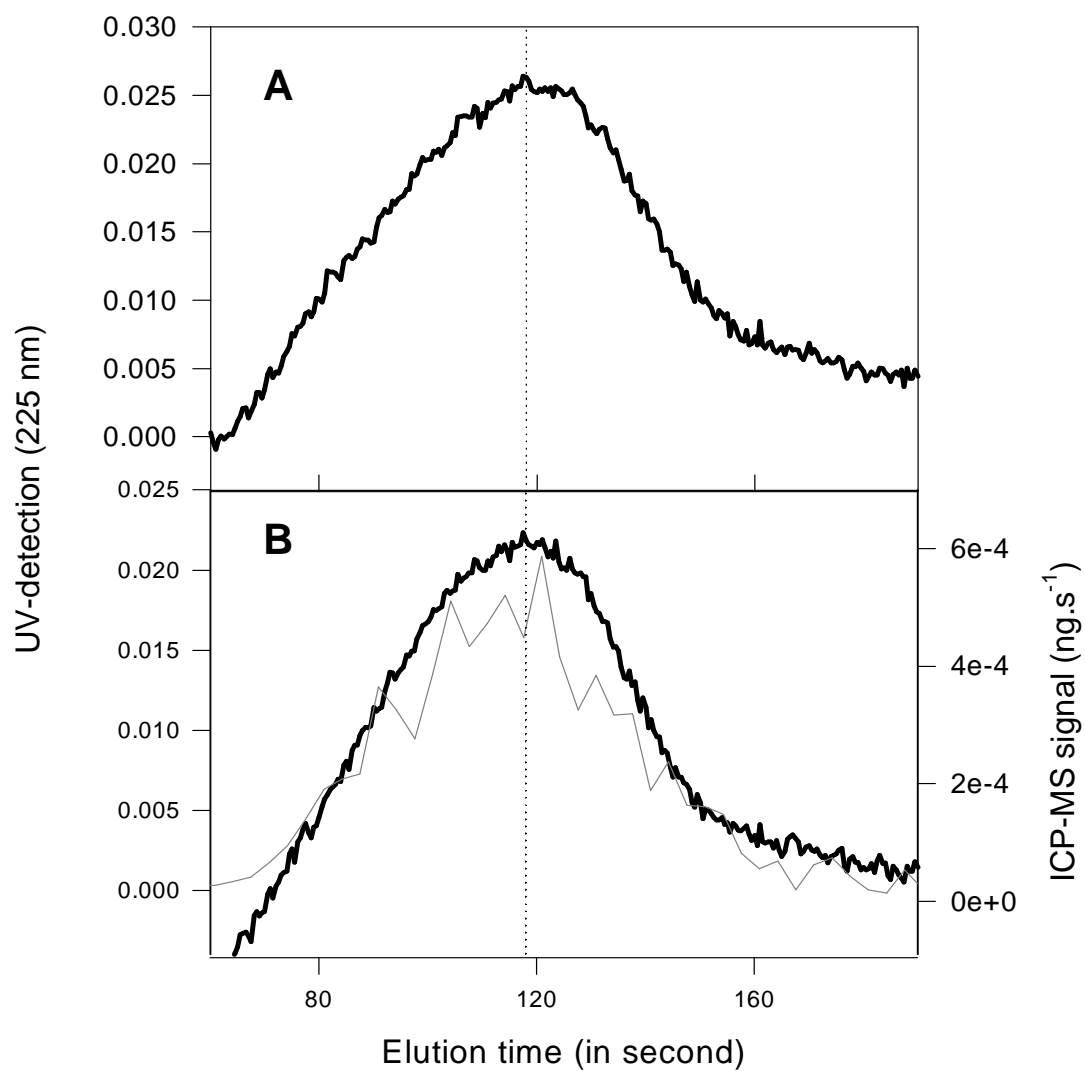 0.030
A
0.025
0.020
0.015
0.010
0.005
0.000
UV-detection (225 nm)
0.025
B
0.020
0.015
0.010
0.005
0.000
6e-4
4e-4
2e-4
0e+0
ICP-MS signal (ng.s⁻¹)
80 120 160
Elution time (in second)